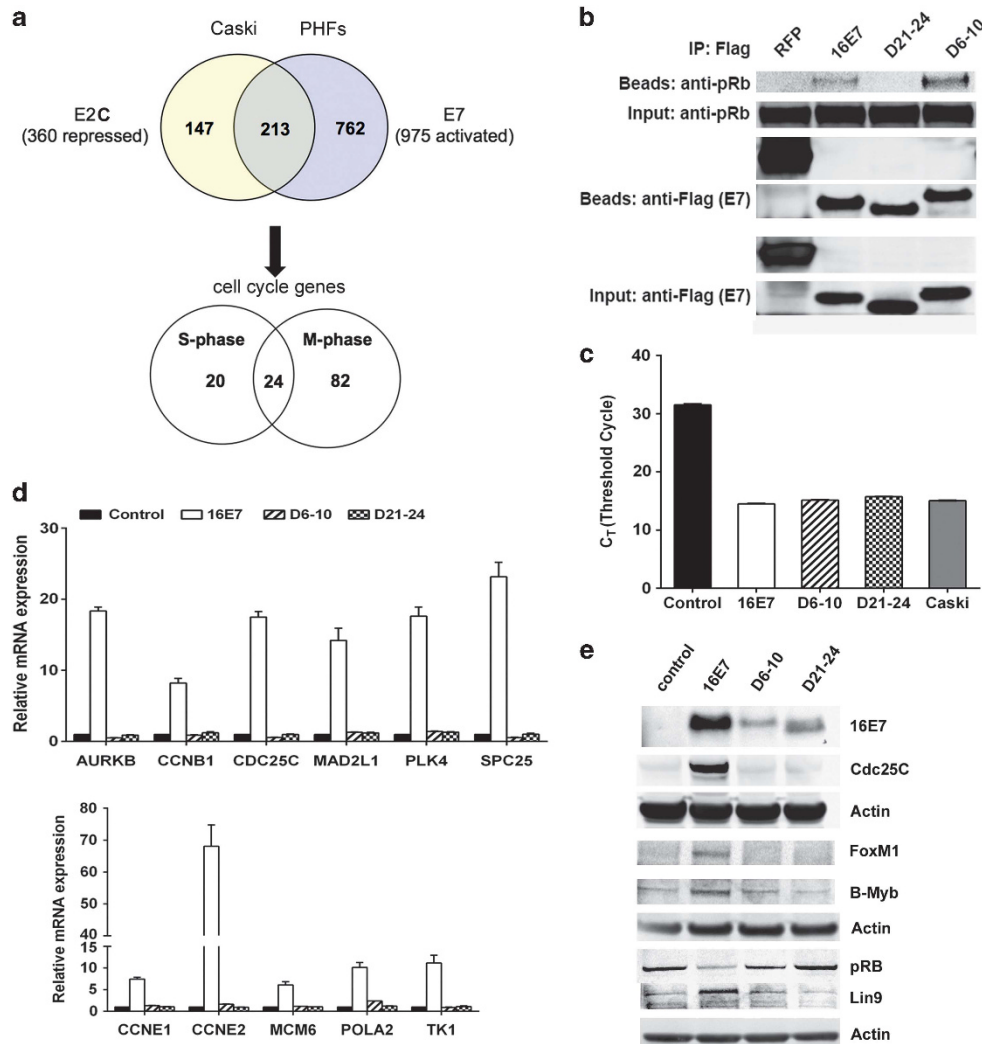 a
Caski PHFs
E2C
(360 repressed)
147 213 762
E7
(975 activated)
cell cycle genes
S-phase M-phase
20 24 82
b
IP: Flag RFP 16E7 D21-24 D6-10
Beads: anti-pRb
Input: anti-pRb
Beads: anti-Flag (E7)
Input: anti-Flag (E7)
c
CT (Threshold Cycle)
40
30
20
10
0
Control 16E7 D6-10 D21-24 Caski
d
Control 16E7 D6-10 D21-24
Relative mRNA expression
30
20
10
0
AURKB CCNB1 CDC25C MAD2L1 PLK4 SPC25
Relative mRNA expression
80
70
60
50
40
15
10
5
0
CCNE1 CCNE2 MCM6 POLA2 TK1
e
control 16E7 D6-10 D21-24
16E7
Cdc25C
Actin
FoxM1
B-Myb
Actin
pRB
Lin9
Actin